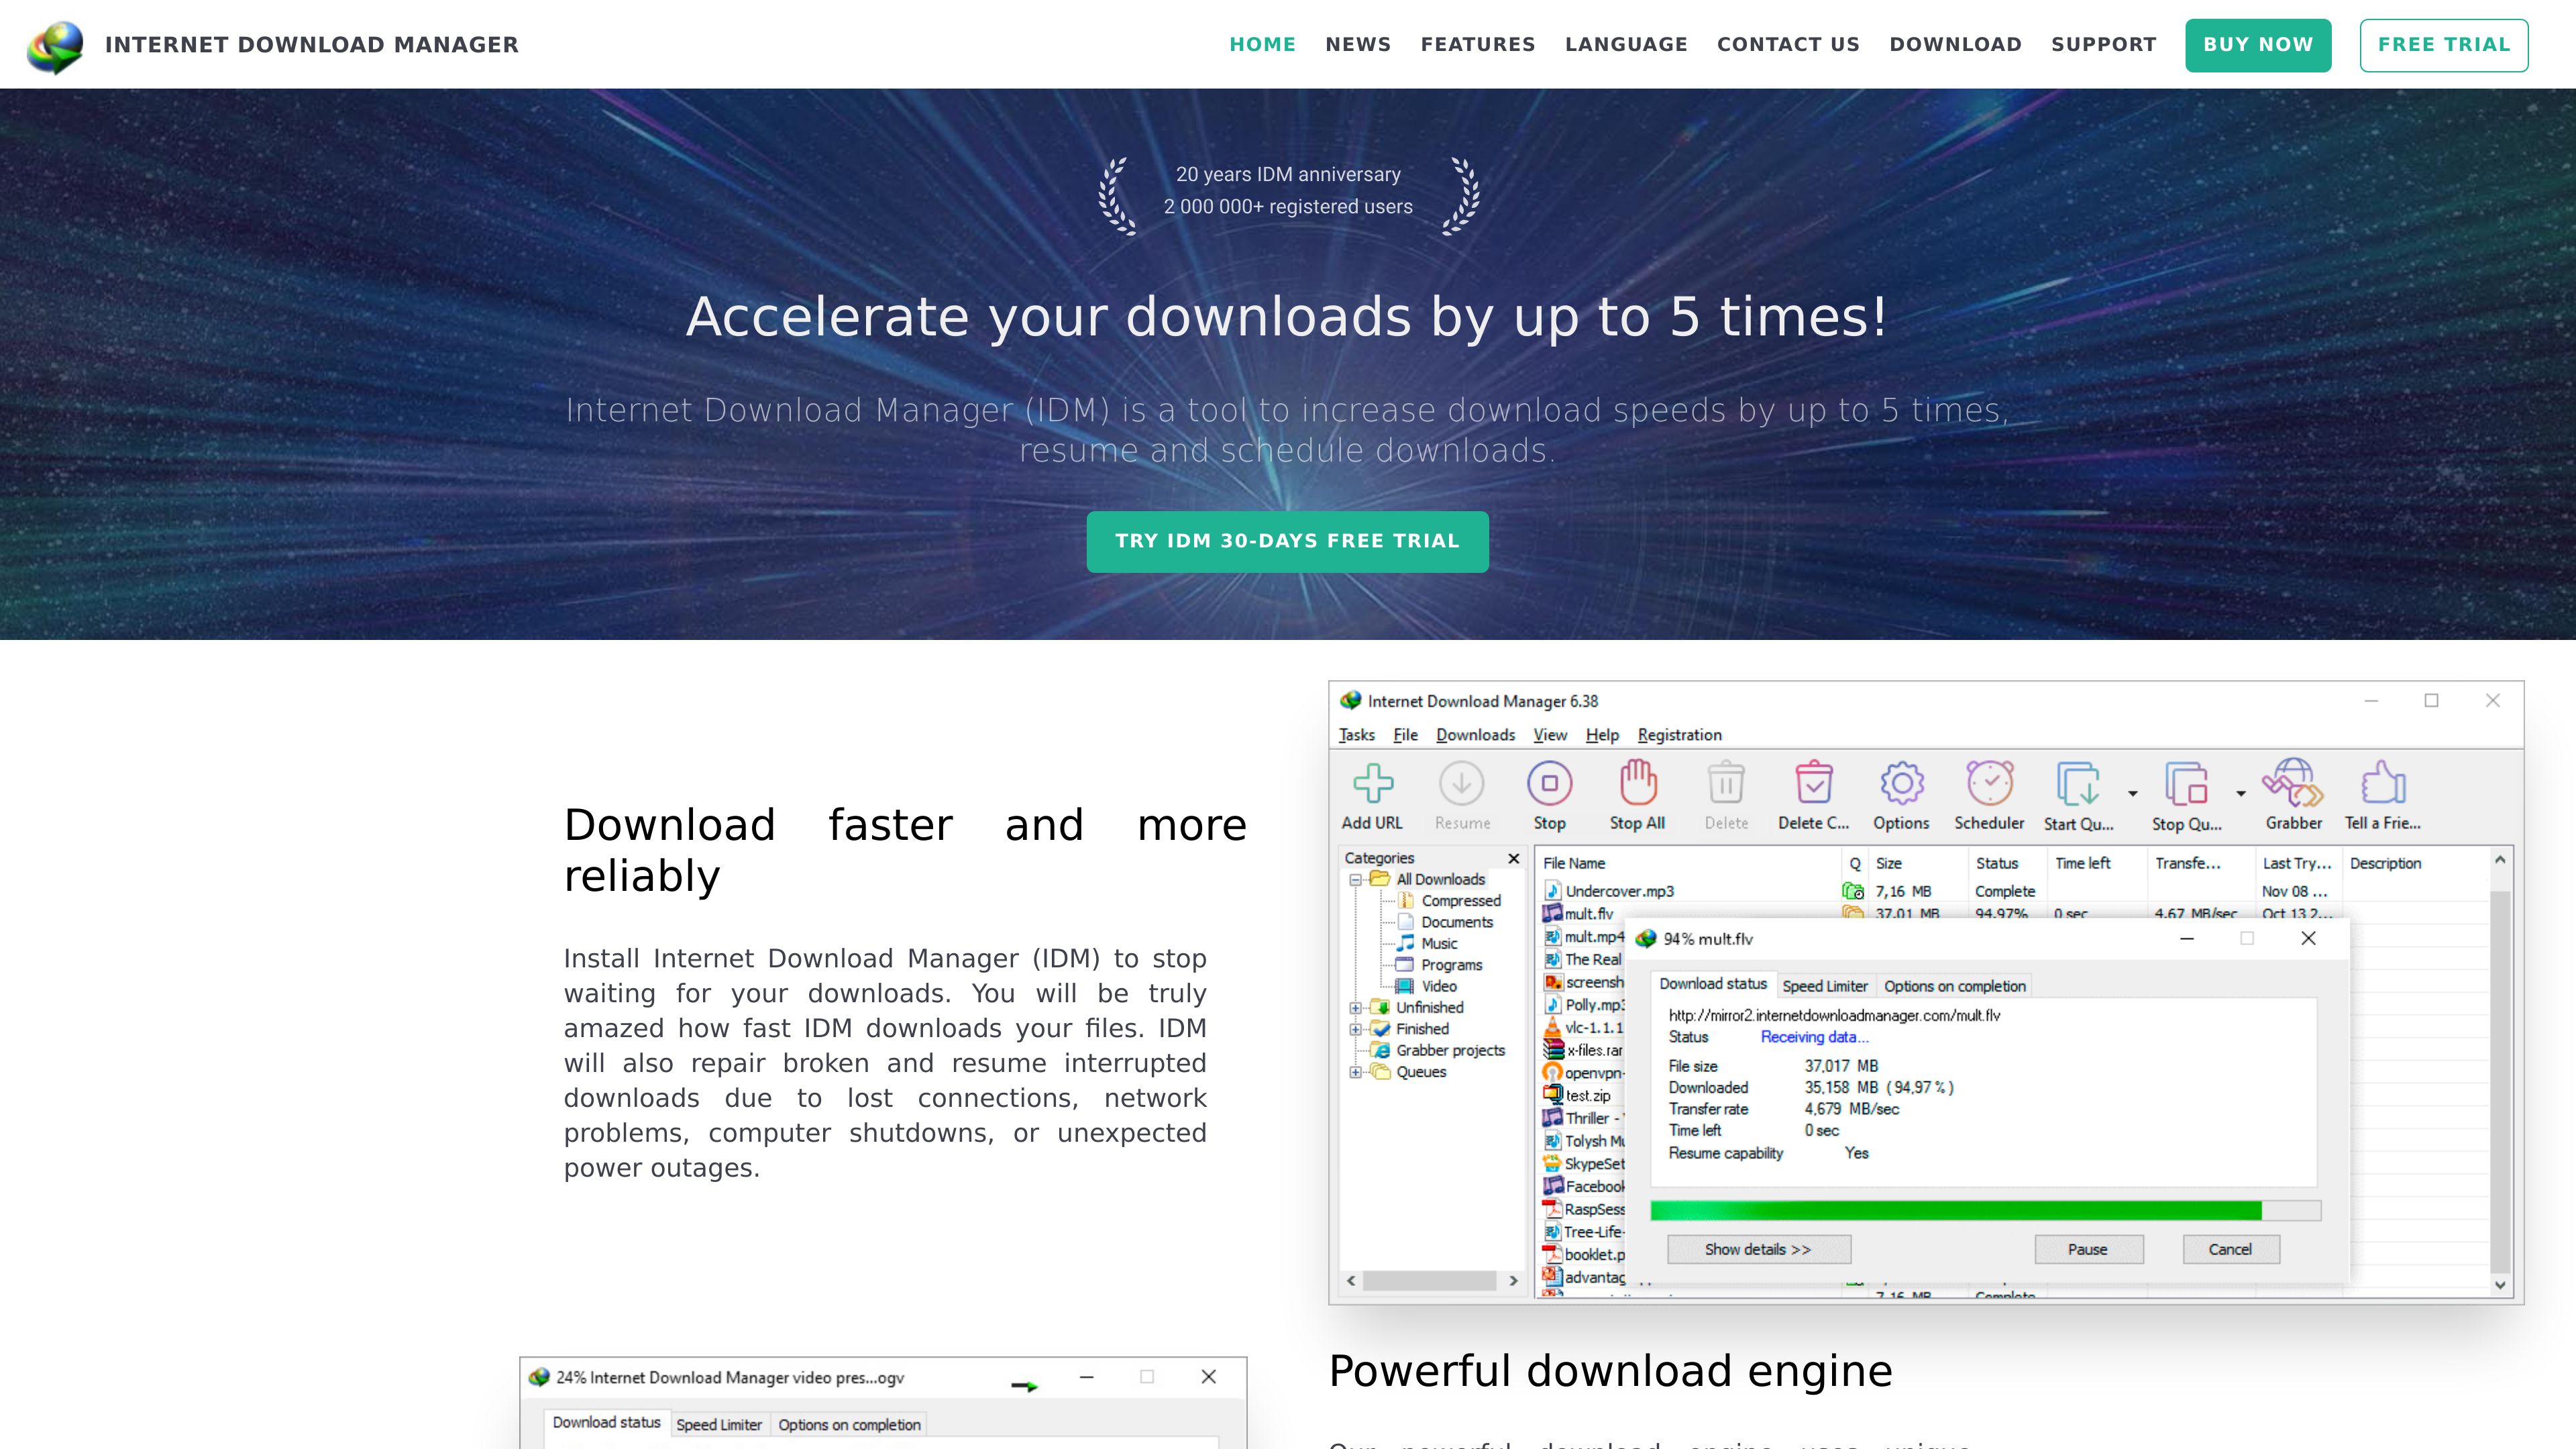 INTERNET DOWNLOAD MANAGER
HOME NEWS FEATURES LANGUAGE CONTACT US DOWNLOAD SUPPORT BUY NOW FREE TRIAL
20 years IDM anniversary
2 000 000+ registered users
Accelerate your downloads by up to 5 times!
Internet Download Manager (IDM) is a tool to increase download speeds by up to 5 times,
resume and schedule downloads.
TRY IDM 30-DAYS FREE TRIAL
Download faster and more
reliably
Install Internet Download Manager (IDM) to stop
waiting for your downloads. You will be truly
amazed how fast IDM downloads your files. IDM
will also repair broken and resume interrupted
downloads due to lost connections, network
problems, computer shutdowns, or unexpected
power outages.
Internet Download Manager 6.38
Tasks File Downloads View Help Registration
Add URL Resume Stop Stop All Delete Delete C... Options Scheduler Start Qu... Stop Qu... Grabber Tell a Frie...
Categories
All Downloads
Compressed
Documents
Music
Programs
Video
Unfinished
Finished
Grabber projects
Queues
File Name Q Size Status Time left Transfe... Last Try... Description
Undercover.mp3 7,16 MB Complete Nov 08 ...
mult.flv 37,01 MB 94,97% 0 sec 4,67 MB/sec Oct 13 2...
mult.mp4
The Real
screensh
Polly.mp3
vlc-1.1.1
x-files.rar
openvpn-
test.zip
Thriller -
Tolysh Mu
SkypeSet
Facebook
RaspSess
Tree-Life-
booklet.p
advantag
7,16 MB Complete
94% mult.flv
Download status Speed Limiter Options on completion
http://mirror2.internetdownloadmanager.com/mult.flv
Status Receiving data...
File size 37,017 MB
Downloaded 35,158 MB ( 94,97 % )
Transfer rate 4,679 MB/sec
Time left 0 sec
Resume capability Yes
Show details >> Pause Cancel
24% Internet Download Manager video pres...ogv
Download status Speed Limiter Options on completion
Powerful download engine
Our powerful download engine uses unique